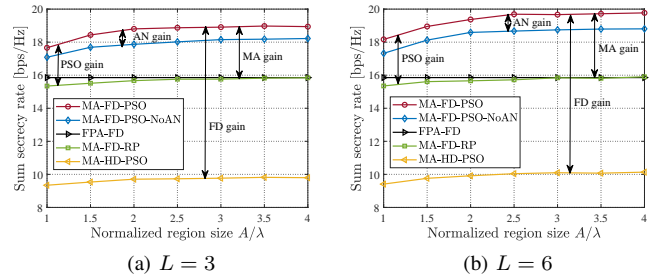 Sum secrecy rate [bps/Hz]
20
18
16
14
12
10
8
PSO gain
AN gain
MA gain
FD gain
MA-FD-PSO
MA-FD-PSO-NoAN
FPA-FD
MA-FD-RP
MA-HD-PSO
1 1.5 2 2.5 3 3.5 4
Normalized region size A/λ
(a) L = 3
Sum secrecy rate [bps/Hz]
20
18
16
14
12
10
8
PSO gain
AN gain
MA gain
FD gain
MA-FD-PSO
MA-FD-PSO-NoAN
FPA-FD
MA-FD-RP
MA-HD-PSO
1 1.5 2 2.5 3 3.5 4
Normalized region size A/λ
(b) L = 6